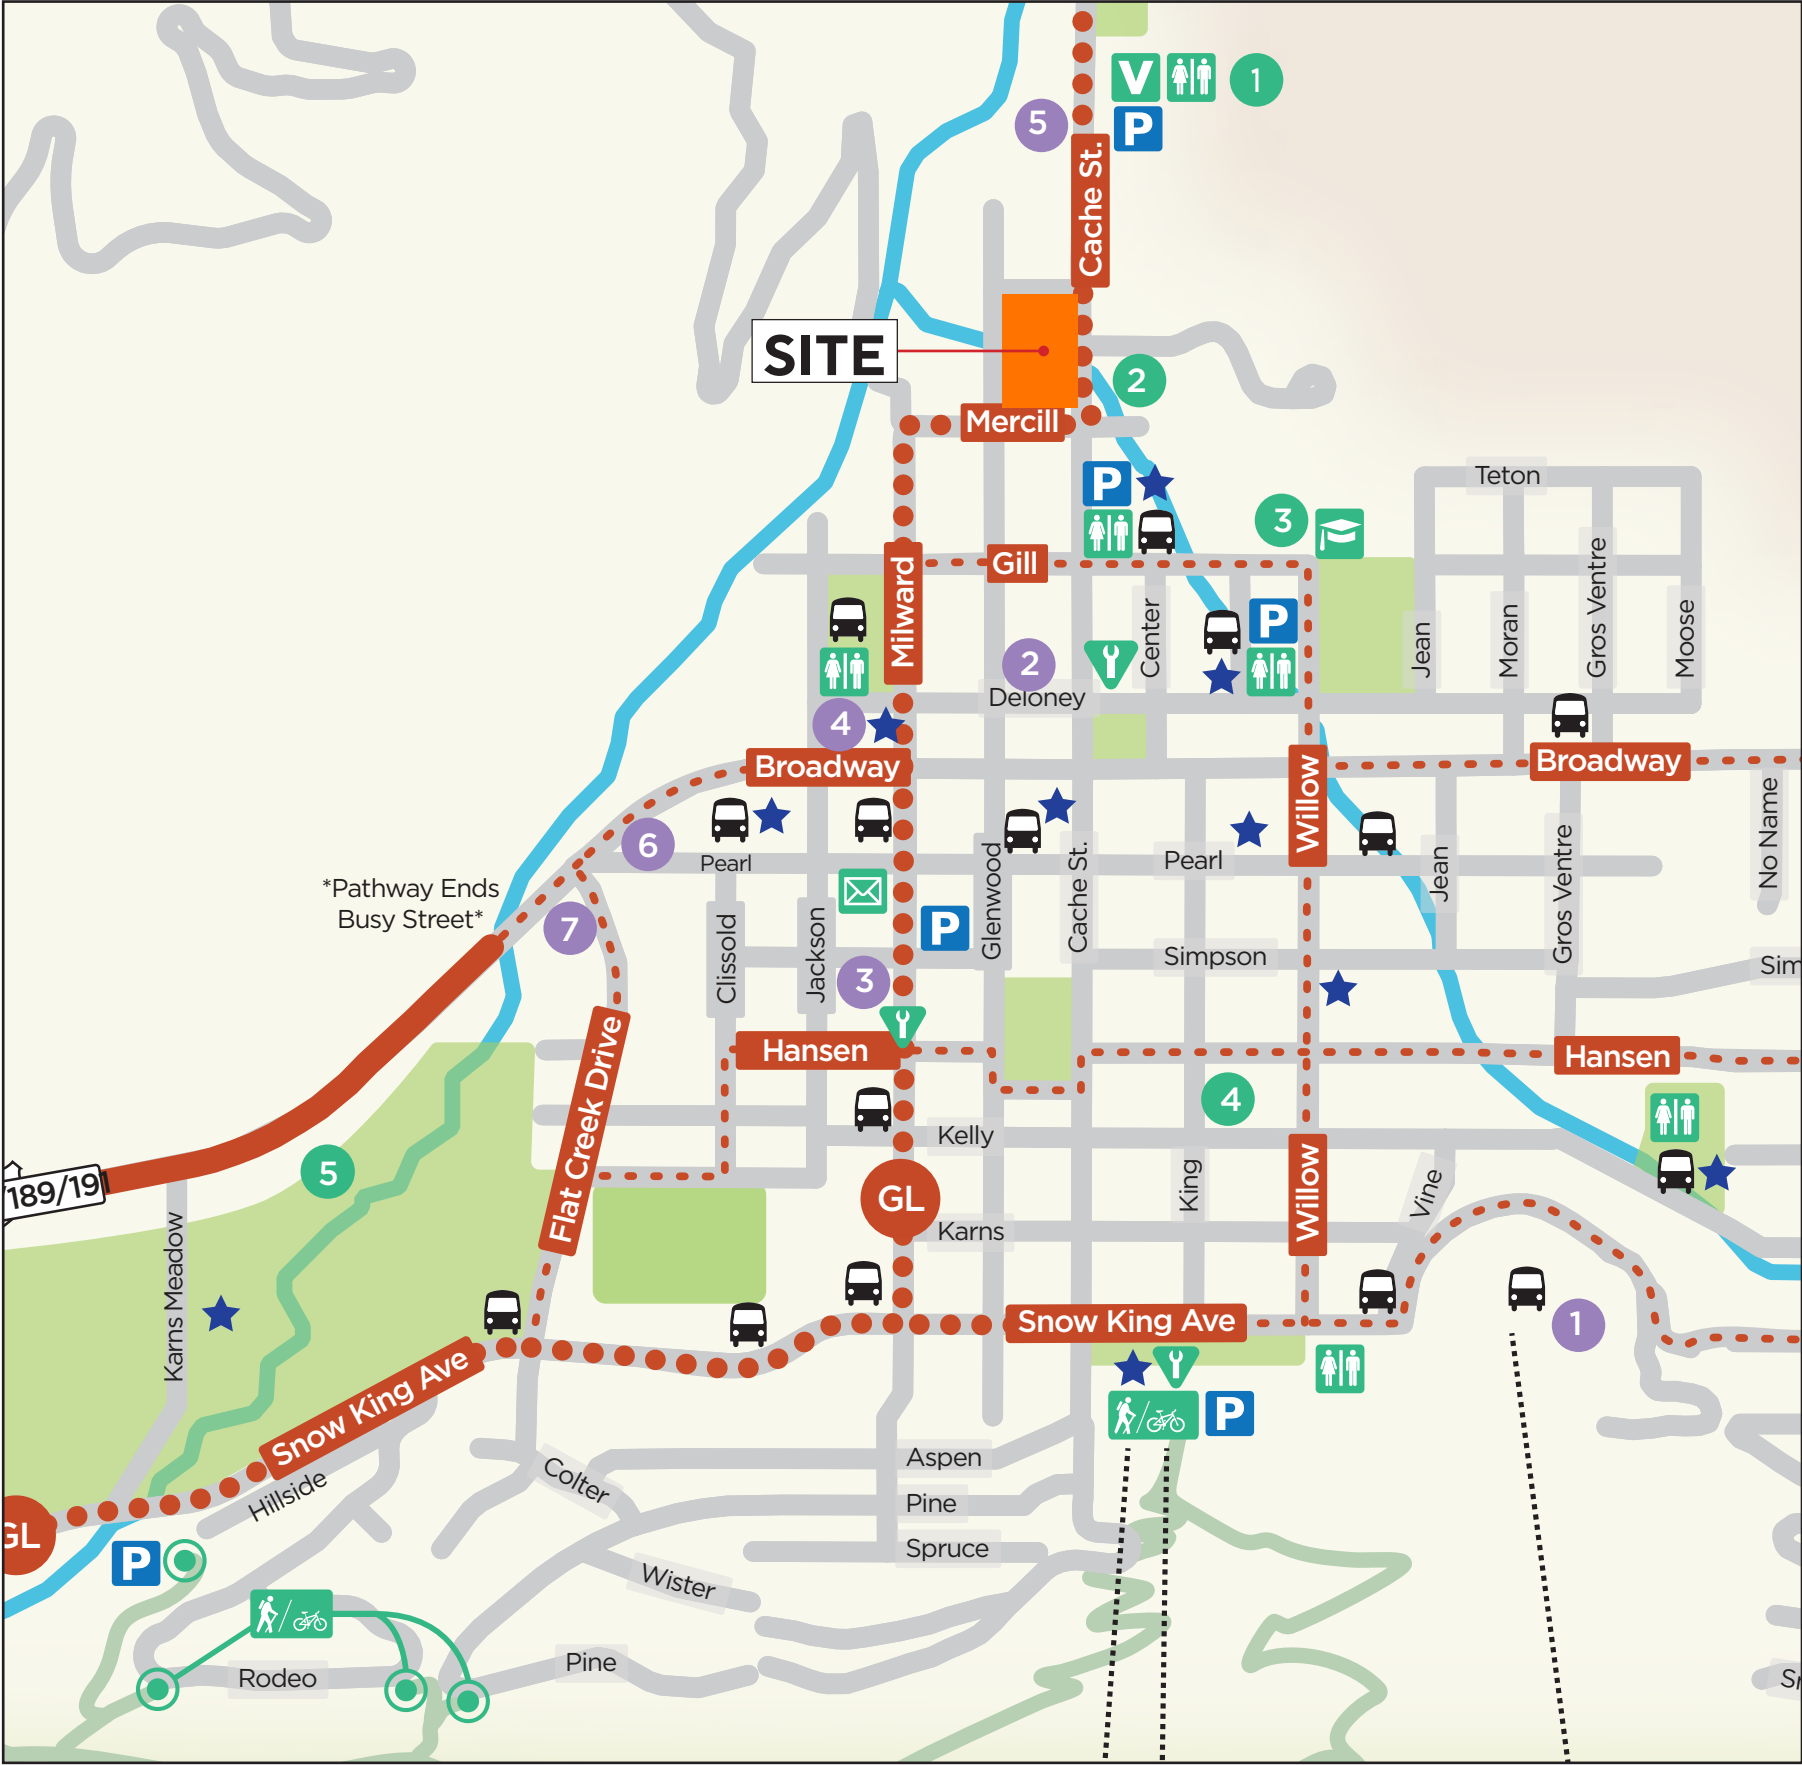 V
1
5
P
Cache St.
SITE
2
Mercill
P
Teton
3
Gill
Milward
Center
P
Jean
Moran
Gros Ventre
Moose
2
Deloney
4
Broadway
Broadway
Willow
6
Pearl
Pearl
No Name
*Pathway Ends
Busy Street*
7
Clissold
Jackson
P
Glenwood
Cache St.
Jean
Gros Ventre
Simpson
Sim
3
Hansen
Hansen
Flat Creek Drive
4
Kelly
5
189/191
GL
King
Willow
Vine
Karns
Karns Meadow
Snow King Ave
1
Snow King Ave
P
Hillside
Colter
Aspen
Pine
GL
P
Spruce
Wister
Rodeo
Pine